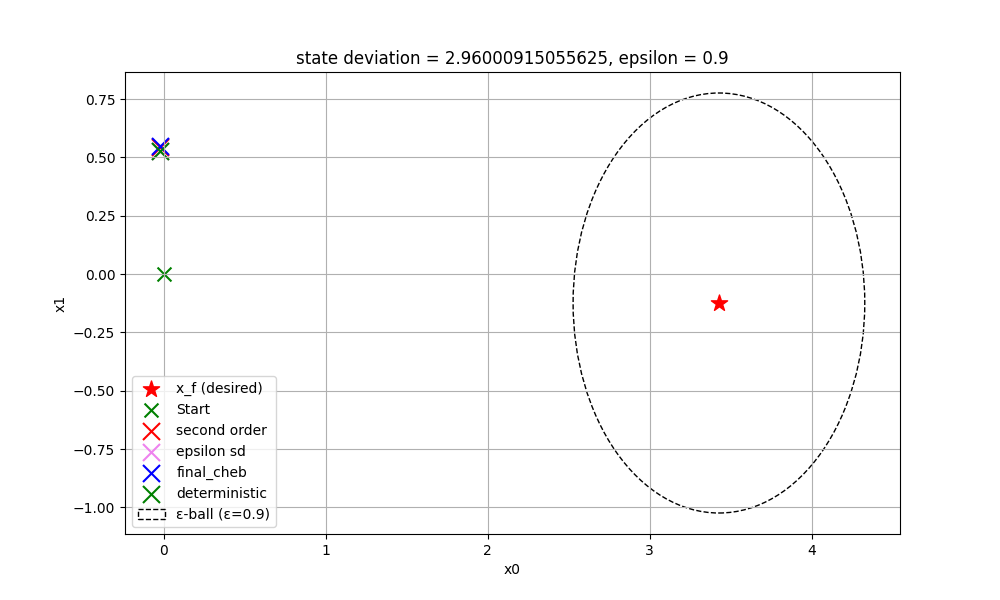 state deviation = 2.96000915055625, epsilon = 0.9
x1
0.75
0.50
0.25
0.00
−0.25
−0.50
−0.75
−1.00
x_f (desired)
Start
second order
epsilon sd
final_cheb
deterministic
ε-ball (ε=0.9)
0 1 2 3 4
x0